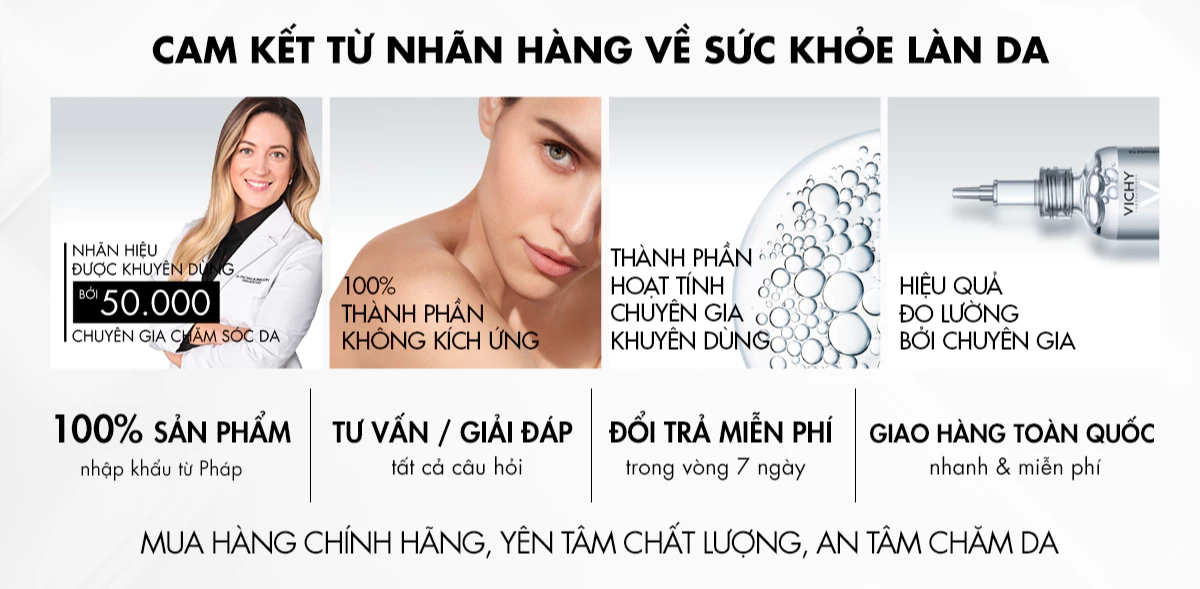 CAM KẾT TỪ NHÃN HÀNG VỀ SỨC KHỎE LÀN DA
NHÃN HIỆU
ĐƯỢC KHUYÊN DÙNG
BỞI 50.000
CHUYÊN GIA CHĂM SÓC DA
100%
THÀNH PHẦN
KHÔNG KÍCH ỨNG
THÀNH PHẦN
HOẠT TÍNH
CHUYÊN GIA
KHUYÊN DÙNG
VICHY
HIỆU QUẢ
ĐO LƯỜNG
BỞI CHUYÊN GIA
100% SẢN PHẨM
nhập khẩu từ Pháp
TƯ VẤN / GIẢI ĐÁP
tất cả câu hỏi
ĐỔI TRẢ MIỄN PHÍ
trong vòng 7 ngày
GIAO HÀNG TOÀN QUỐC
nhanh & miễn phí
MUA HÀNG CHÍNH HÃNG, YÊN TÂM CHẤT LƯỢNG, AN TÂM CHĂM DA